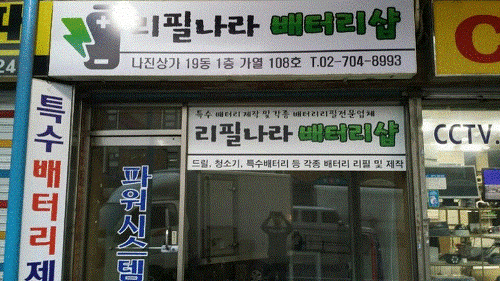 리필나라 배터리샵
나진상가 19동 1층 가열 108호 T.02-704-8993
특수 배터리 제작 및 각종 배터리리필전문업체
리필나라 배터리샵
드릴, 청소기, 특수배터리 등 각종 배터리 리필 및 제작
특수배터리제
파워시스템
CCTV.
24